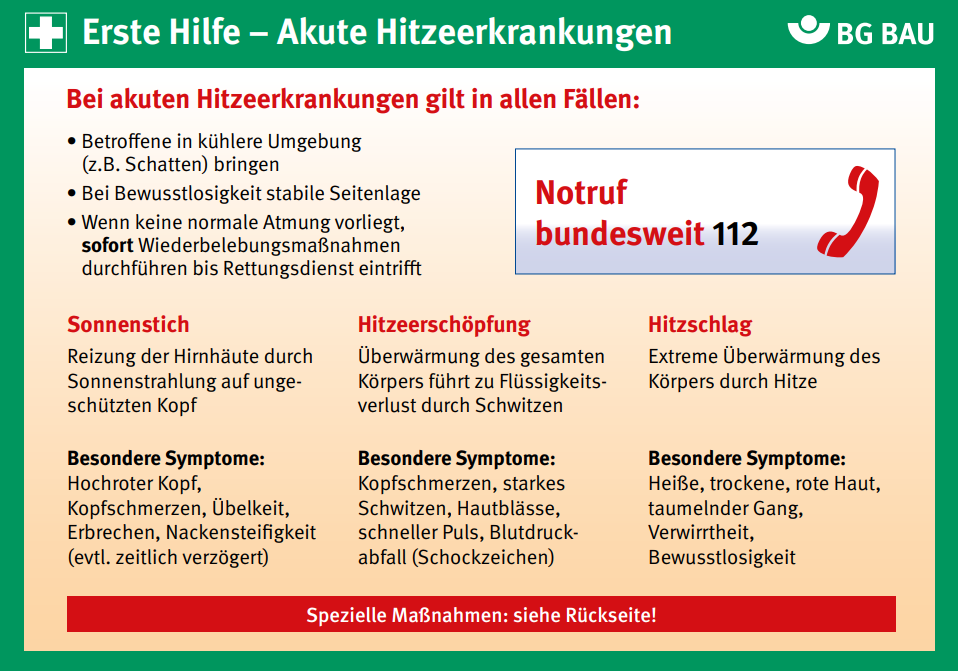 Erste Hilfe – Akute Hitzeerkrankungen
BG BAU
Bei akuten Hitzeerkrankungen gilt in allen Fällen:
• Betroffene in kühlere Umgebung
(z.B. Schatten) bringen
• Bei Bewusstlosigkeit stabile Seitenlage
• Wenn keine normale Atmung vorliegt,
sofort Wiederbelebungsmaßnahmen
durchführen bis Rettungsdienst eintrifft
Notruf
bundesweit 112
Sonnenstich
Reizung der Hirnhäute durch
Sonnenstrahlung auf unge-
schützten Kopf
Besondere Symptome:
Hochroter Kopf,
Kopfschmerzen, Übelkeit,
Erbrechen, Nackensteifigkeit
(evtl. zeitlich verzögert)
Hitzeerschöpfung
Überwärmung des gesamten
Körpers führt zu Flüssigkeits-
verlust durch Schwitzen
Besondere Symptome:
Kopfschmerzen, starkes
Schwitzen, Hautblässe,
schneller Puls, Blutdruck-
abfall (Schockzeichen)
Hitzschlag
Extreme Überwärmung des
Körpers durch Hitze
Besondere Symptome:
Heiße, trockene, rote Haut,
taumelnder Gang,
Verwirrtheit,
Bewusstlosigkeit
Spezielle Maßnahmen: siehe Rückseite!